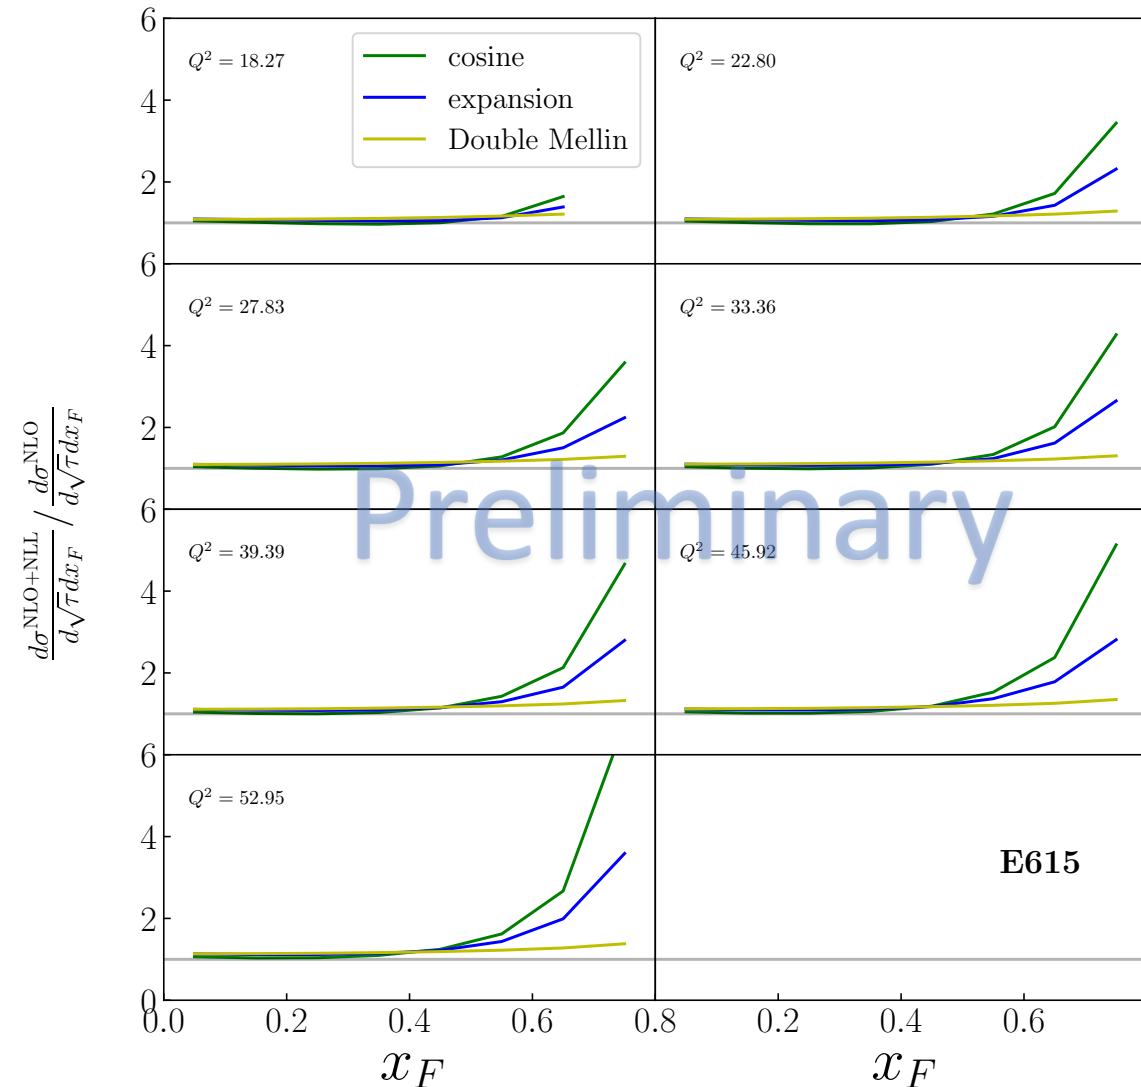 6
Q² = 18.27
cosine
expansion
Double Mellin
Q² = 22.80
4
2
6
Q² = 27.83
Q² = 33.36
4
2
Preliminary
6
Q² = 39.39
Q² = 45.92
4
2
6
Q² = 52.95
4
E615
2
0
0.0 0.2 0.4 0.6 0.8 0.2 0.4 0.6
x_F x_F
dσ^NLO+NLL / d√τdx_F / dσ^NLO / d√τdx_F